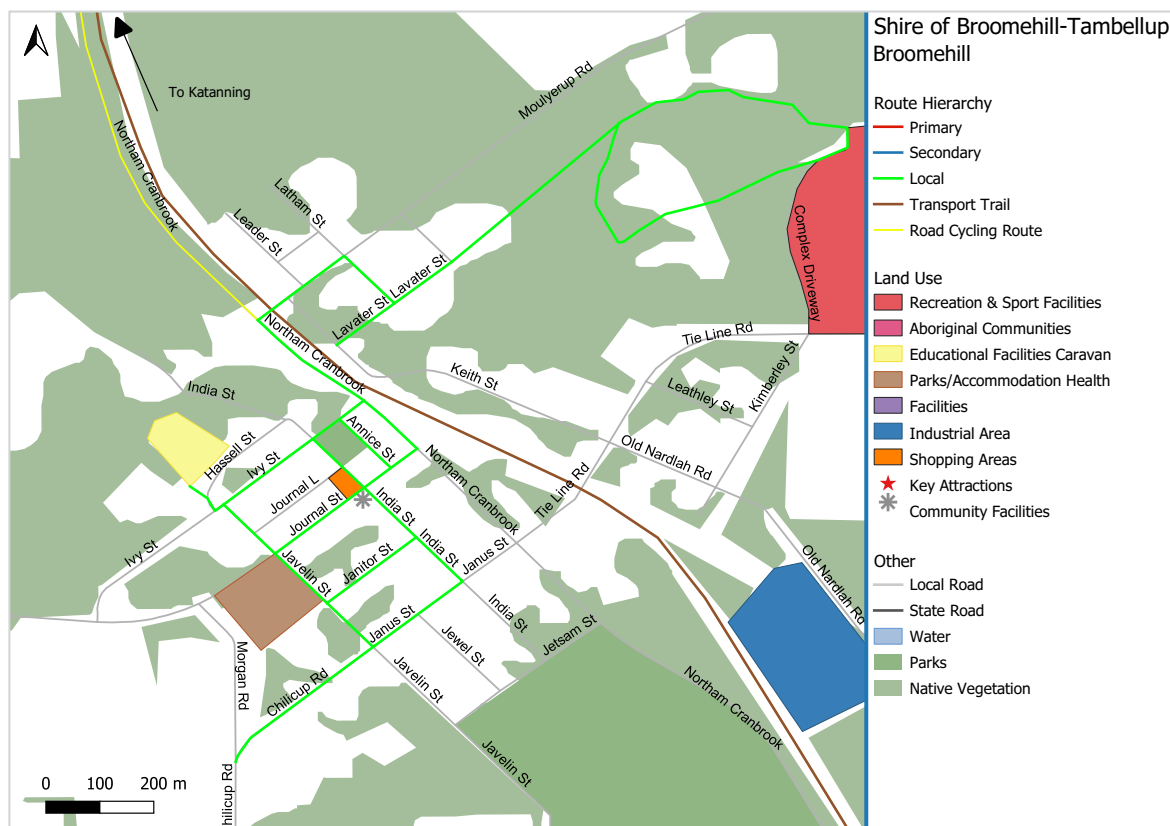 Shire of Broomehill-Tambellup
Broomehill
Route Hierarchy
Primary
Secondary
Local
Transport Trail
Road Cycling Route
Land Use
Recreation & Sport Facilities
Aboriginal Communities
Educational Facilities Caravan
Parks/Accommodation Health
Facilities
Industrial Area
Shopping Areas
Key Attractions
Community Facilities
Other
Local Road
State Road
Water
Parks
Native Vegetation
To Katanning
Moulyerup Rd
Northam Cranbrook
Latham St
Leader St
Lavater St
Lavater St
Complex Driveway
Northam Cranbrook
Tie Line Rd
Keith St
Kimberley St
Leathley St
India St
Annice St
Hassell St
Ivy St
Old Nardlah Rd
Northam Cranbrook
Journal L
Journal St
India St
Tie Line Rd
India St
Janus St
Ivy St
Javelin St
Janitor St
Old Nardlah Rd
India St
Janus St
Jewel St
Jetsam St
Morgan Rd
Javelin St
Chilicup Rd
Northam Cranbrook
Javelin St
hilicup Rd
0 100 200 m